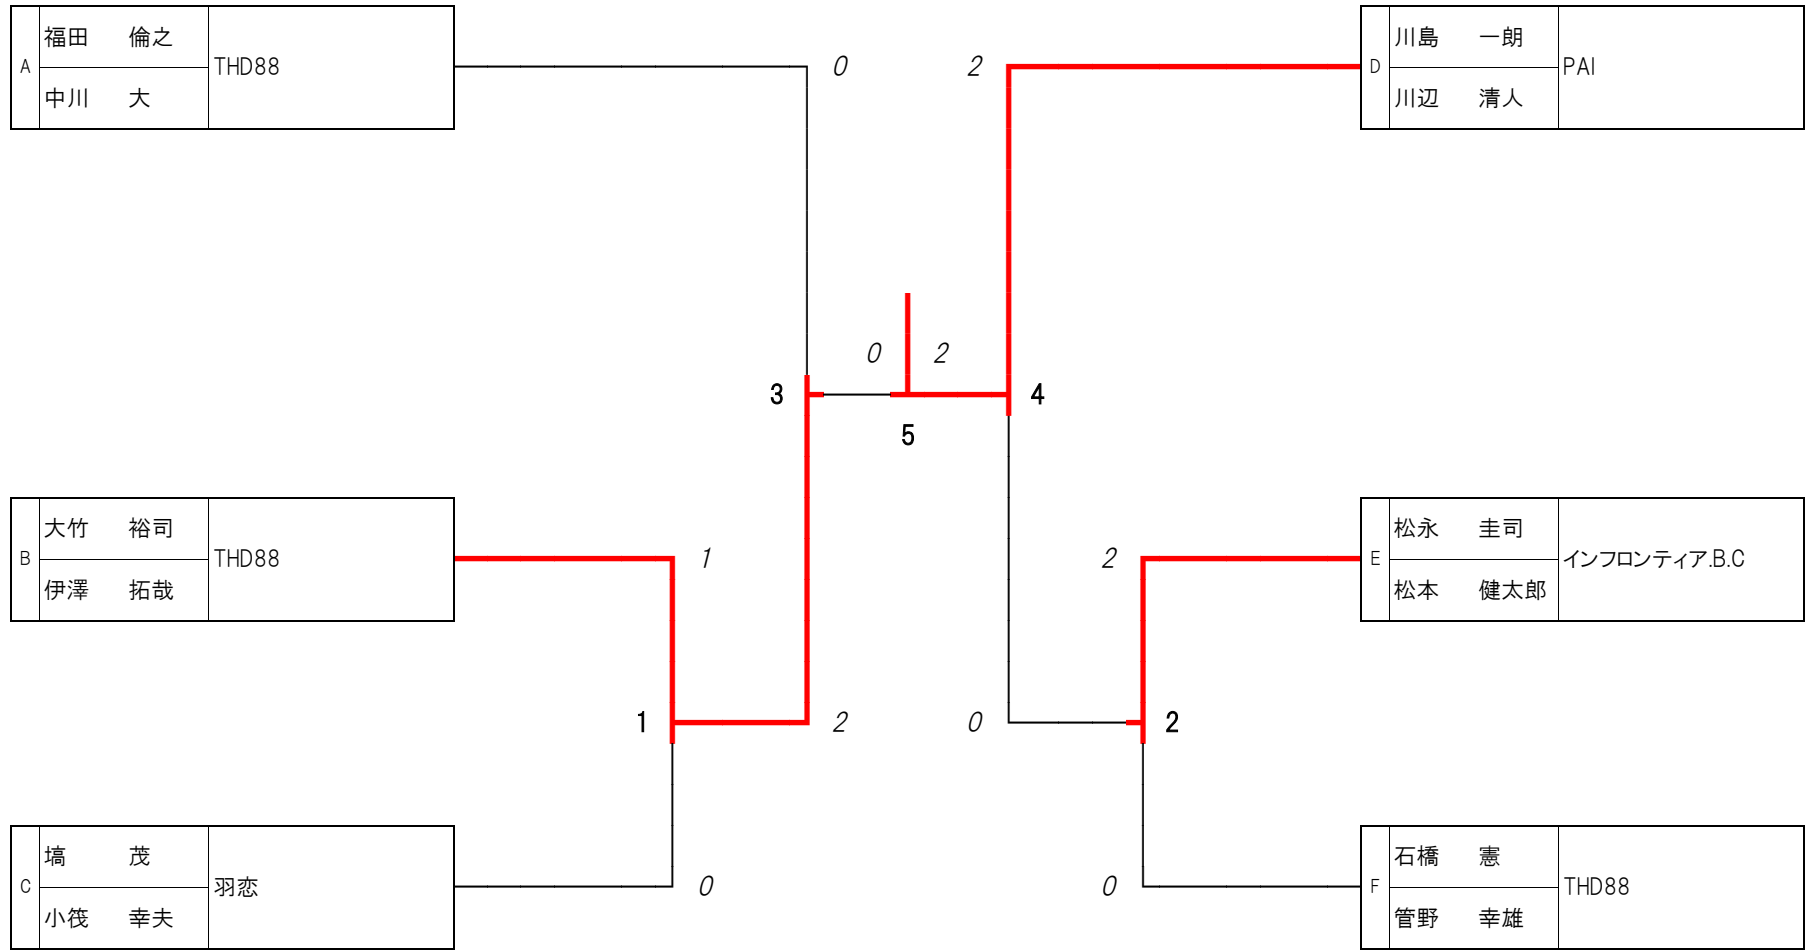 A 福田 倫之 THD88
中川 大
0 2
D 川島 一朗 PAI
川辺 清人
0 2
3 4
5
B 大竹 裕司 THD88
伊澤 拓哉
1 2
E 松永 圭司 インフロンティア.B.C
松本 健太郎
1 2 0 2
C 塙 茂 羽恋
小筏 幸夫
0 0
F 石橋 憲 THD88
管野 幸雄